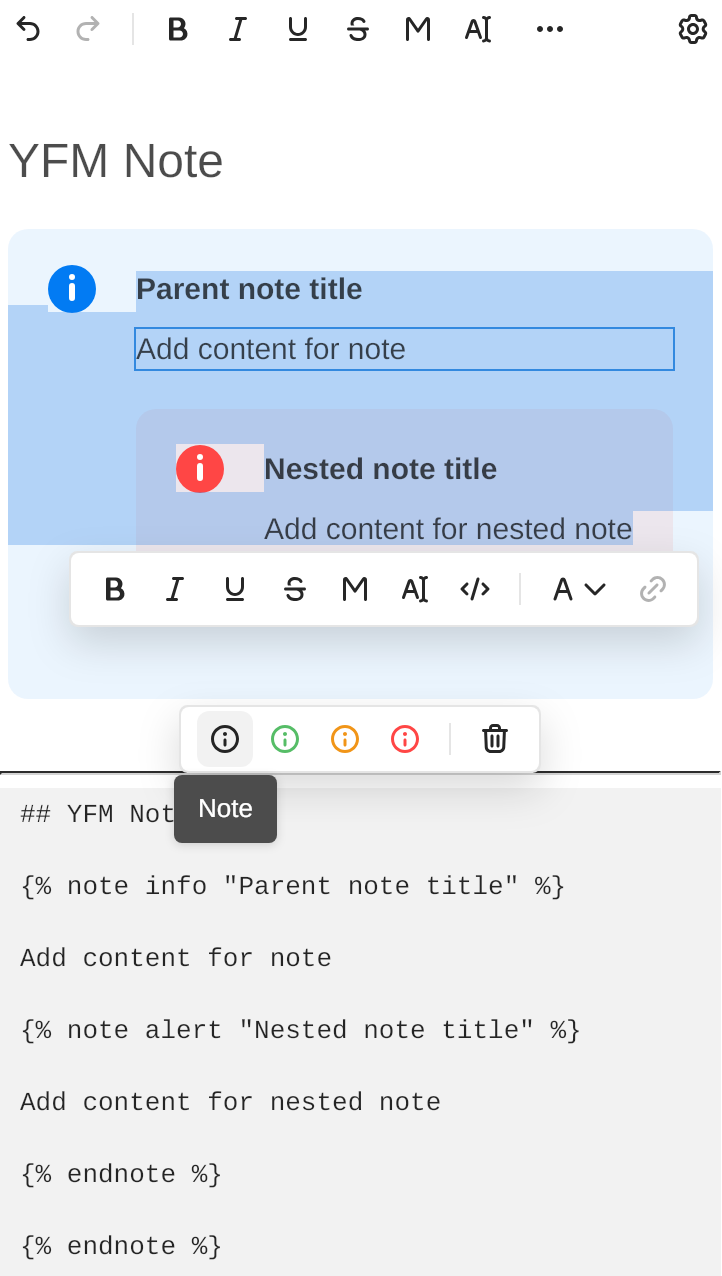 YFM Note
Parent note title
Add content for note
Nested note title
Add content for nested note
Note
## YFM Not
{% note info "Parent note title" %}
Add content for note
{% note alert "Nested note title" %}
Add content for nested note
{% endnote %}
{% endnote %}